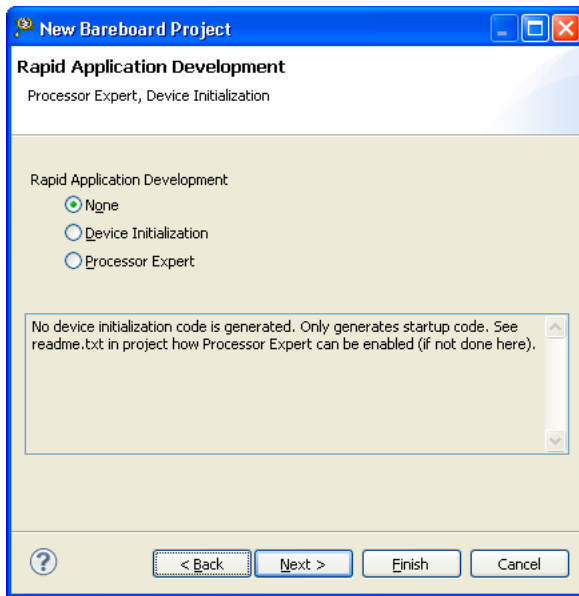 New Bareboard Project
Rapid Application Development
Processor Expert, Device Initialization
Rapid Application Development
None
Device Initialization
Processor Expert
No device initialization code is generated. Only generates startup code. See
readme.txt in project how Processor Expert can be enabled (if not done here).
?
< Back
Next >
Finish
Cancel